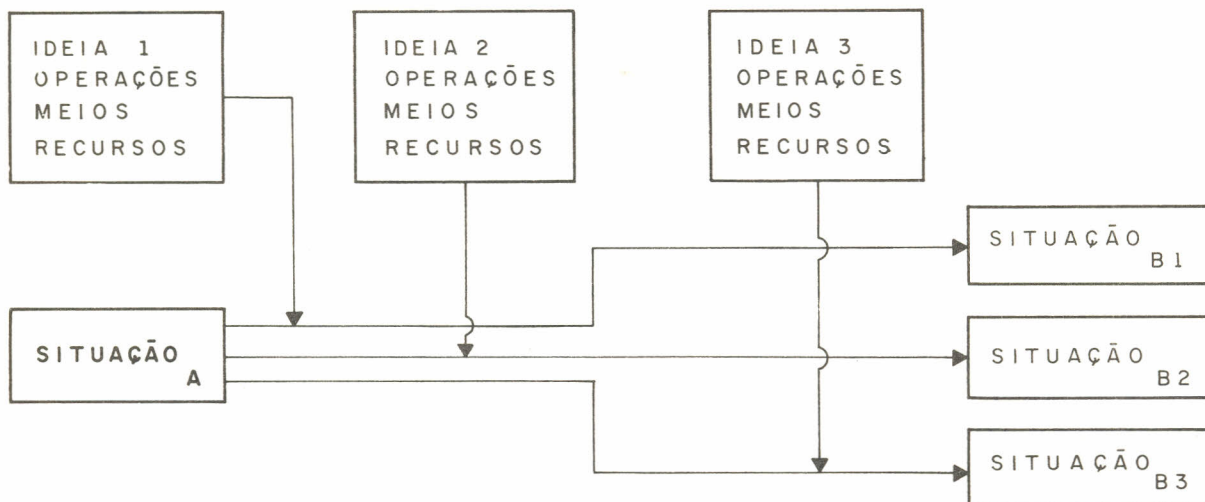 IDEIA 1
OPERAÇÕES
MEIOS
RECURSOS
IDEIA 2
OPERAÇÕES
MEIOS
RECURSOS
IDEIA 3
OPERAÇÕES
MEIOS
RECURSOS
SITUAÇÃO
A
SITUAÇÃO
B1
SITUAÇÃO
B2
SITUAÇÃO
B3